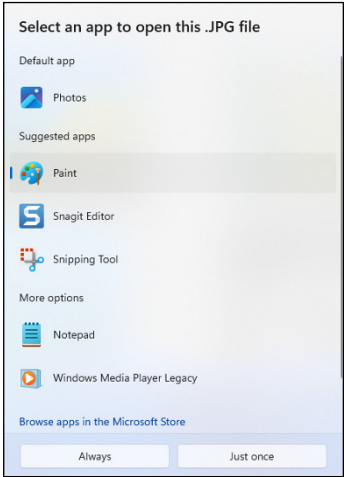 Select an app to open this .JPG file
Default app
Photos
Suggested apps
Paint
Snagit Editor
Snipping Tool
More options
Notepad
Windows Media Player Legacy
Browse apps in the Microsoft Store
Always
Just once